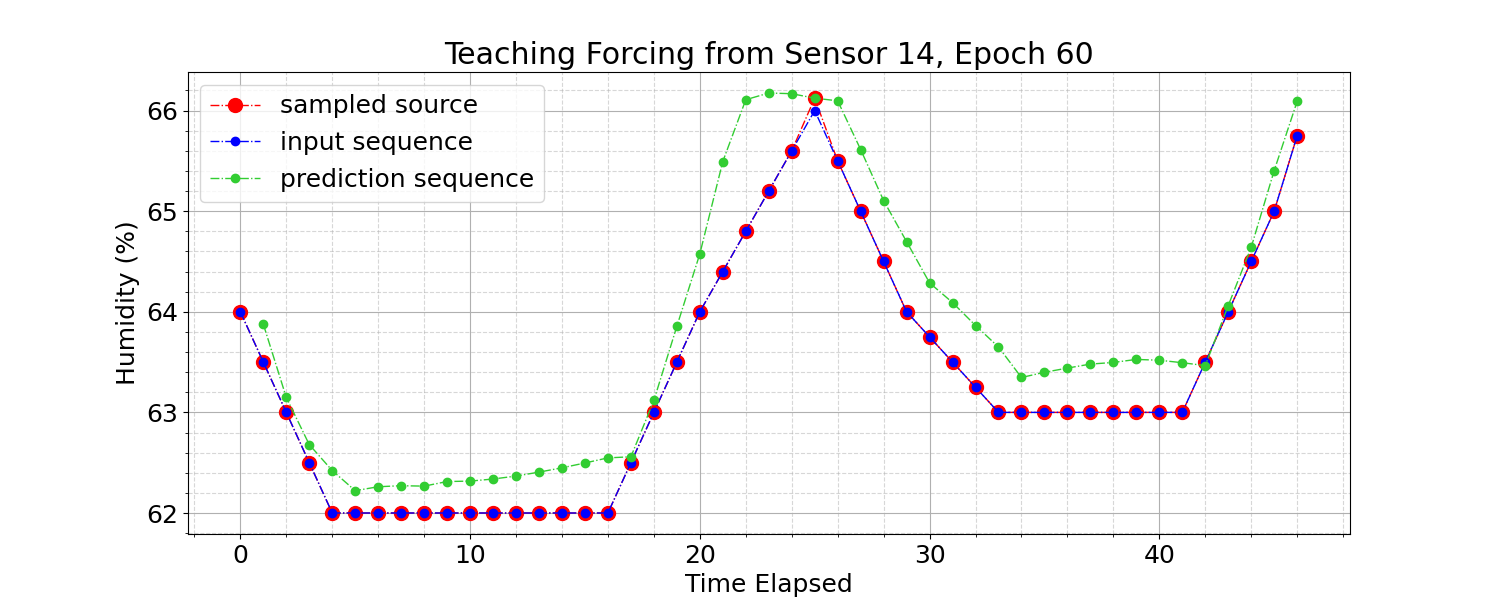 Teaching Forcing from Sensor 14, Epoch 60
sampled source
input sequence
prediction sequence
Humidity (%)
66
65
64
63
62
0 10 20 30 40
Time Elapsed